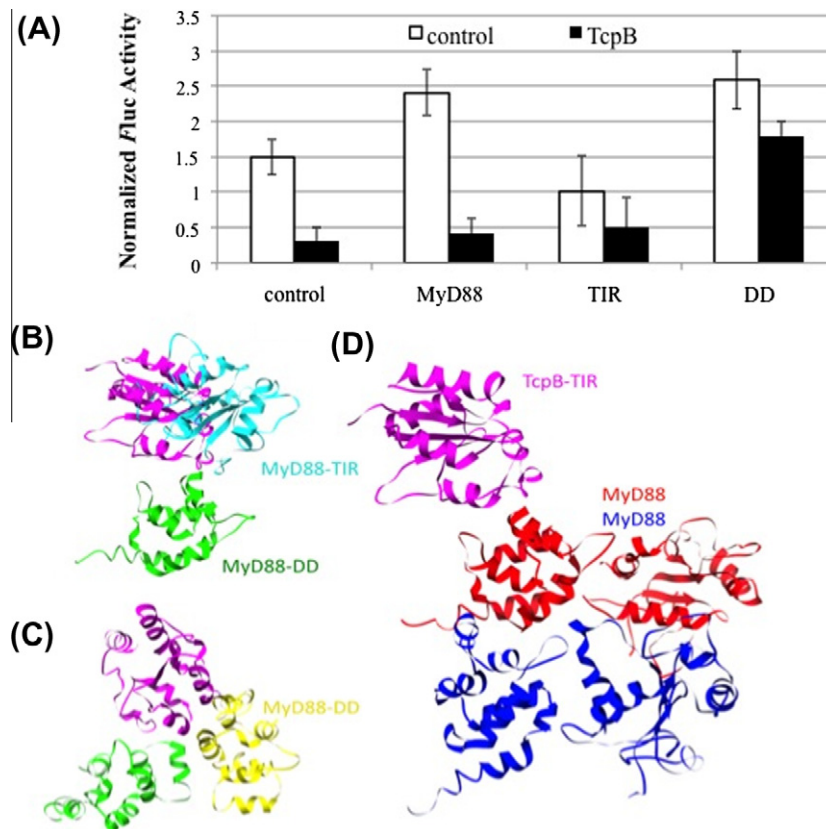 (A)
Normalized Fluc Activity
3.5
3
2.5
2
1.5
1
0.5
0
control TcpB
control MyD88 TIR DD
(B)
MyD88-TIR
MyD88-DD
(C)
MyD88-DD
(D)
TcpB-TIR
MyD88
MyD88